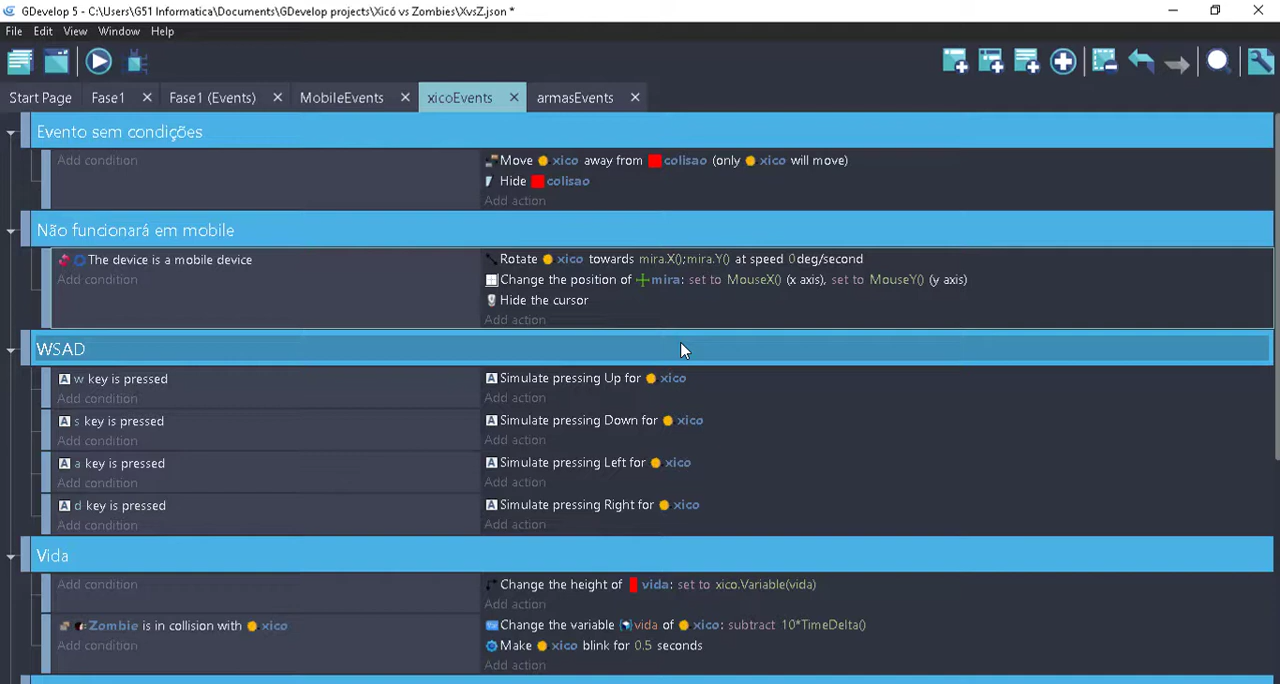 GDevelop 5 - C:\Users\G51 Informatica\Documents\GDevelop projects\Xicó vs Zombies\XvsZ.json *
File Edit View Window Help
Start Page Fase1 Fase1 (Events) MobileEvents xicoEvents armasEvents
Evento sem condições
Add condition Move xico away from colisao (only xico will move)
Hide colisao
Add action
Não funcionará em mobile
The device is a mobile device Rotate xico towards mira.X();mira.Y() at speed 0deg/second
Add condition Change the position of mira: set to MouseX() (x axis), set to MouseY() (y axis)
Hide the cursor
Add action
WSAD
w key is pressed Simulate pressing Up for xico
Add condition Add action
s key is pressed Simulate pressing Down for xico
Add condition Add action
a key is pressed Simulate pressing Left for xico
Add condition Add action
d key is pressed Simulate pressing Right for xico
Add condition Add action
Vida
Add condition Change the height of vida: set to xico.Variable(vida)
Add action
Zombie is in collision with xico Change the variable vida of xico: subtract 10*TimeDelta()
Add condition Make xico blink for 0.5 seconds
Add action